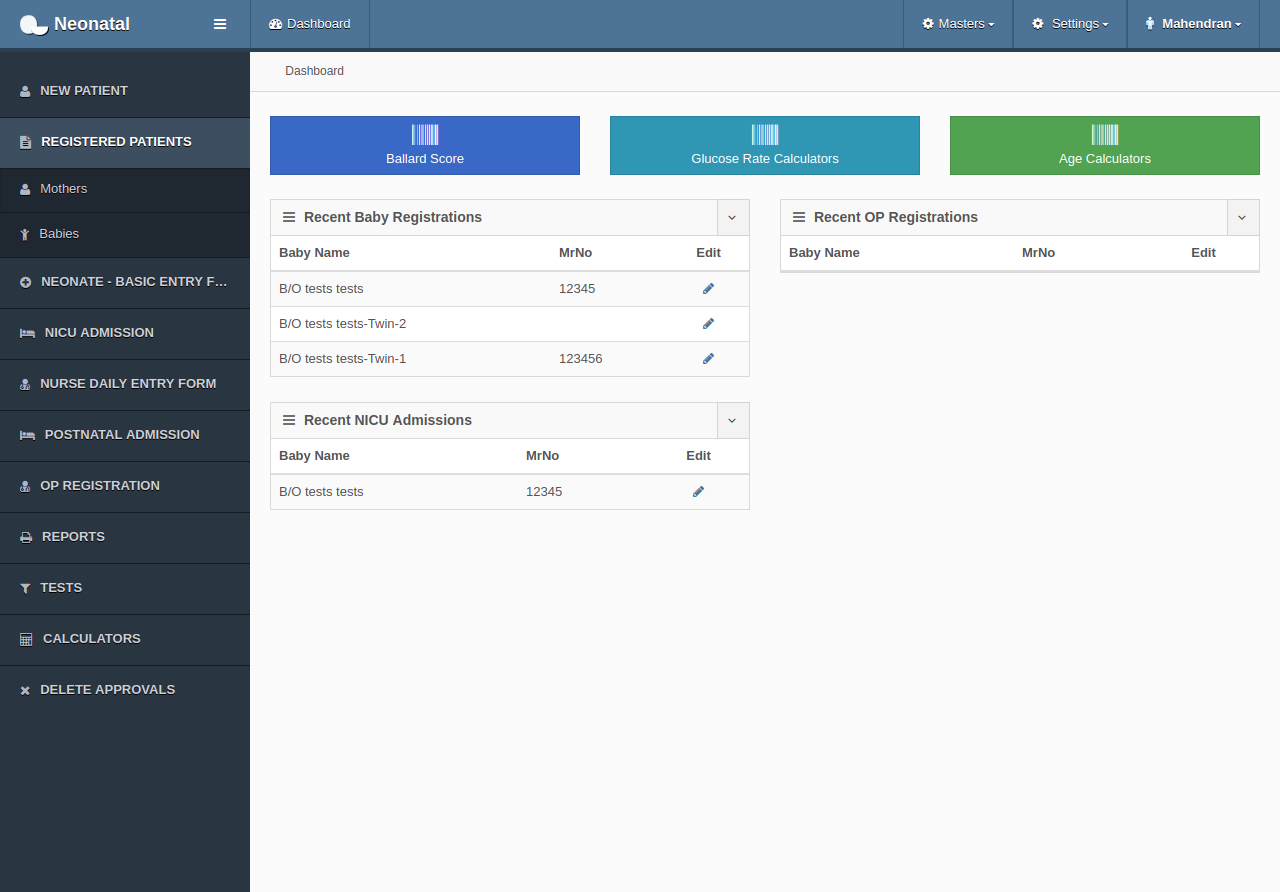 Neonatal
Dashboard
Masters
Settings
Mahendran
NEW PATIENT
REGISTERED PATIENTS
Mothers
Babies
NEONATE - BASIC ENTRY F...
NICU ADMISSION
NURSE DAILY ENTRY FORM
POSTNATAL ADMISSION
OP REGISTRATION
REPORTS
TESTS
CALCULATORS
DELETE APPROVALS
Dashboard
Ballard Score
Glucose Rate Calculators
Age Calculators
Recent Baby Registrations
Baby Name MrNo Edit
B/O tests tests 12345
B/O tests tests-Twin-2
B/O tests tests-Twin-1 123456
Recent NICU Admissions
Baby Name MrNo Edit
B/O tests tests 12345
Recent OP Registrations
Baby Name MrNo Edit